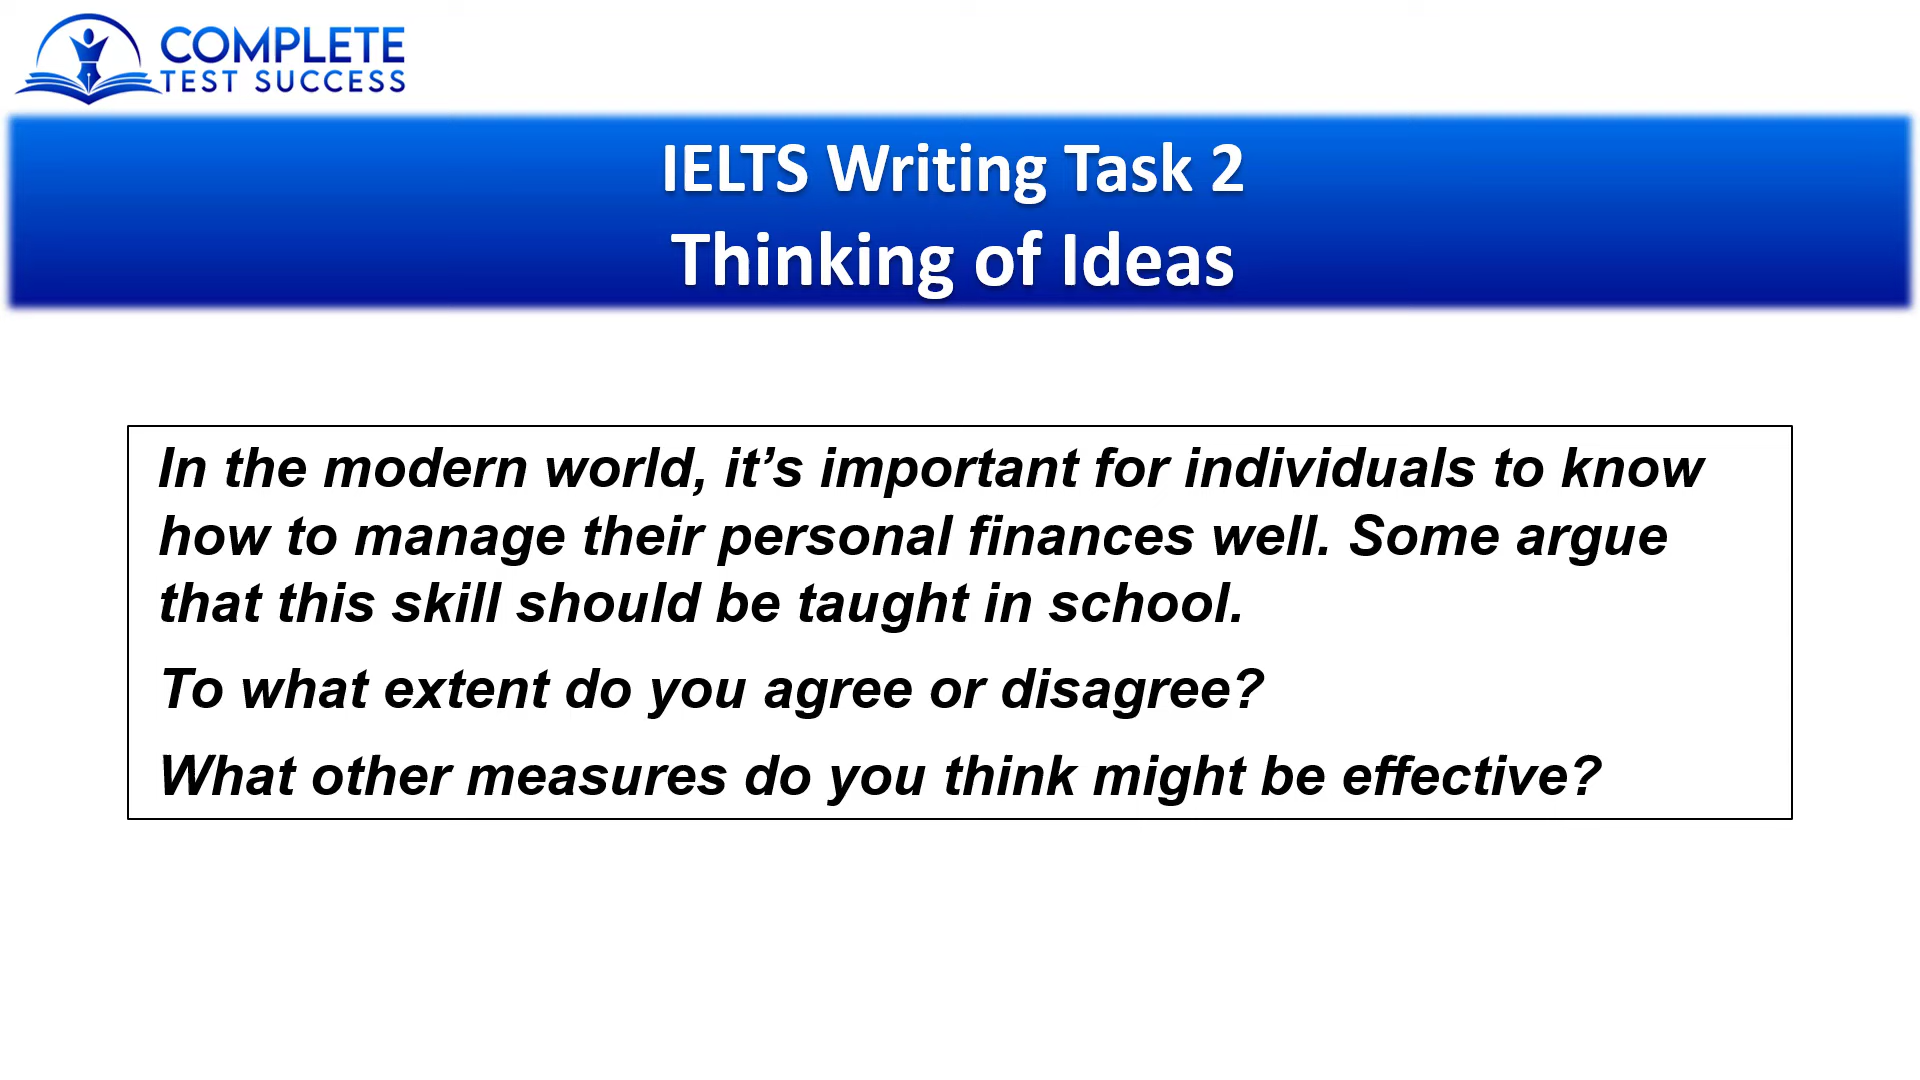 COMPLETE
TEST SUCCESS
IELTS Writing Task 2
Thinking of Ideas
In the modern world, it’s important for individuals to know
how to manage their personal finances well. Some argue
that this skill should be taught in school.
To what extent do you agree or disagree?
What other measures do you think might be effective?